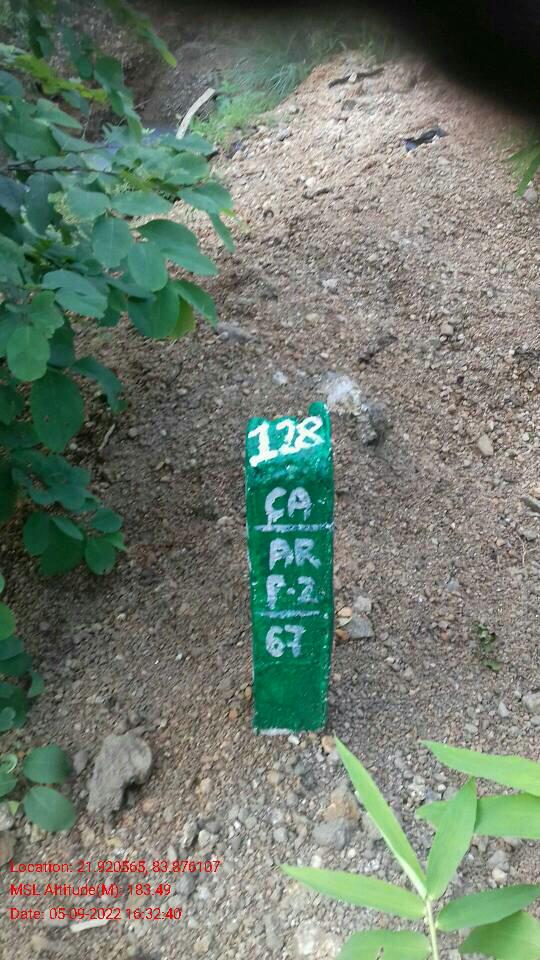 128
CA
AR
P-2
67
Location: 21.920565, 83.876107
MSL Altitude(M): 183.49
Date: 05-09-2022 16:32:40